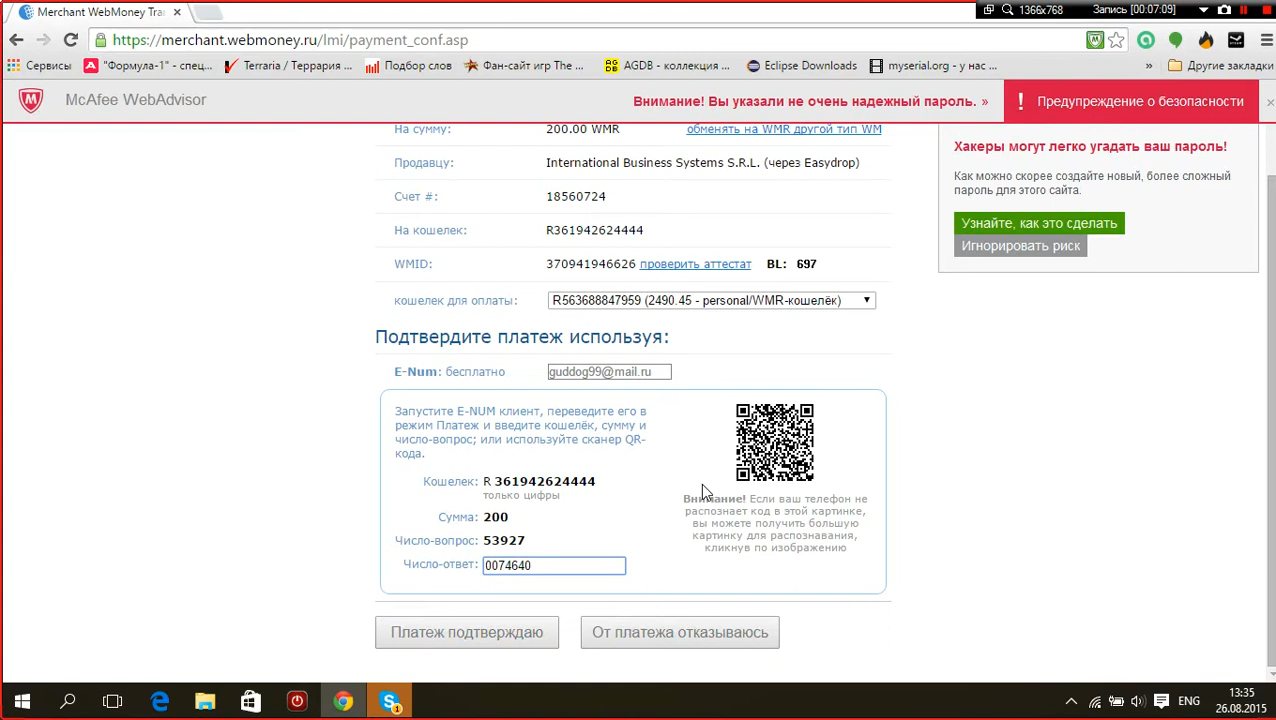 Merchant WebMoney Tra
1366x768
Запись [00:07:09]
https://merchant.webmoney.ru/lmi/payment_conf.asp
Сервисы
"Формула-1" - спец...
Terraria / Террария...
Подбор слов
Фан-сайт игр The ...
AGDB - коллекция...
Eclipse Downloads
myserial.org - у нас ...
»
Другие закладки
McAfee WebAdvisor
Внимание! Вы указали не очень надежный пароль. »
! Предупреждение о безопасности
На сумму: 200.00 WMR обменять на WMR другой тип WM
Продавцу: International Business Systems S.R.L. (через Easydrop)
Счет #: 18560724
На кошелек: R361942624444
WMID: 370941946626 проверить аттестат BL: 697
кошелек для оплаты: R563688847959 (2490.45 - personal/WMR-кошелёк)
Хакеры могут легко угадать ваш пароль!
Как можно скорее создайте новый, более сложный
пароль для этого сайта.
Узнайте, как это сделать
Игнорировать риск
Подтвердите платеж используя:
E-Num: бесплатно guddog99@mail.ru
Запустите E-NUM клиент, переведите его в
режим Платеж и введите кошелёк, сумму и
число-вопрос; или используйте сканер QR-
кода.
Кошелек: R 361942624444
только цифры
Сумма: 200
Число-вопрос: 53927
Число-ответ: 0074640
Внимание! Если ваш телефон не
распознает код в этой картинке,
вы можете получить большую
картинку для распознавания,
кликнув по изображению
Платеж подтверждаю
От платежа отказываюсь
1
ENG
13:35
26.08.2015